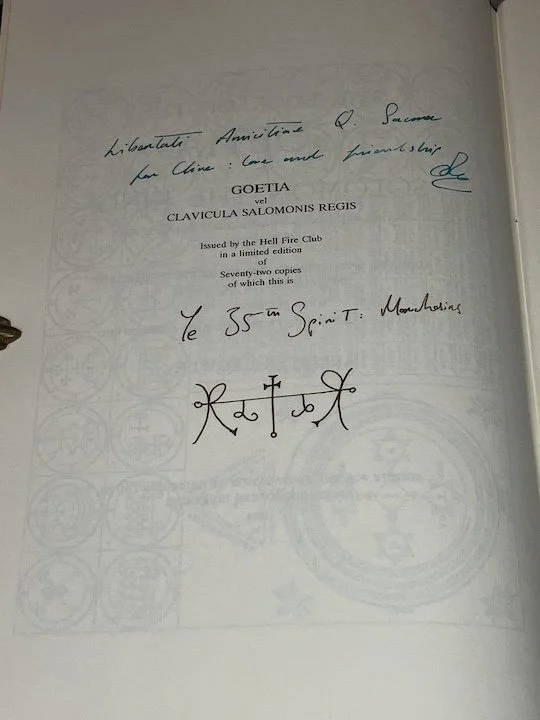 Libertati Amicitiae Q. Sacrum
for Clive : love and friendship
GOETIA
vel
CLAVICULA SALOMONIS REGIS
Issued by the Hell Fire Club
in a limited edition
of
Seventy-two copies
of which this is
Ye 35th Spirit: Marchosias